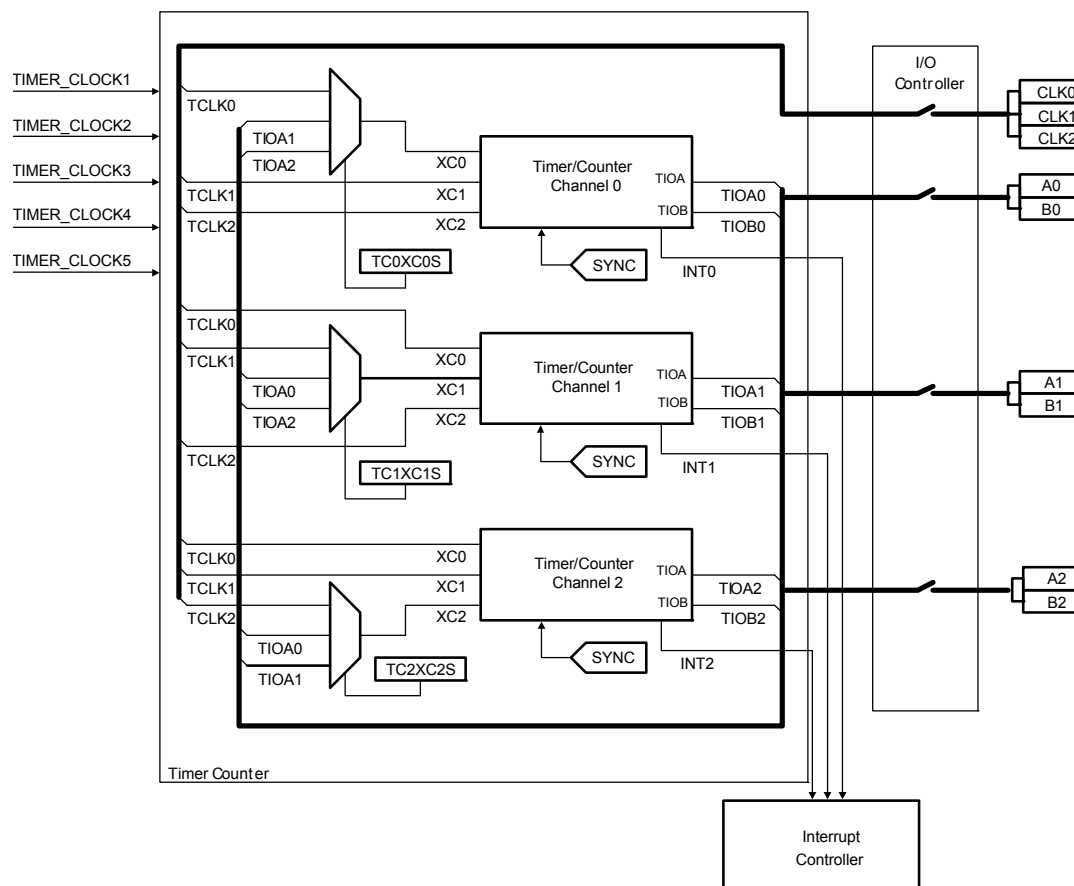 TIMER_CLOCK1
TIMER_CLOCK2
TIMER_CLOCK3
TIMER_CLOCK4
TIMER_CLOCK5
TCLK0
TIOA1
TIOA2
TCLK1
TCLK2
XC0
XC1
XC2
Timer/Counter
Channel 0
TIOA
TIOB
TIOA0
TIOB0
TC0XC0S
SYNC
INT0
TCLK0
TCLK1
TIOA0
TIOA2
TCLK2
XC0
XC1
XC2
Timer/Counter
Channel 1
TIOA
TIOB
TIOA1
TIOB1
TC1XC1S
SYNC
INT1
TCLK0
TCLK1
TCLK2
TIOA0
TIOA1
XC0
XC1
XC2
Timer/Counter
Channel 2
TIOA
TIOB
TIOA2
TIOB2
TC2XC2S
SYNC
INT2
Timer Counter
I/O
Controller
CLK0
CLK1
CLK2
A0
B0
A1
B1
A2
B2
Interrupt
Controller